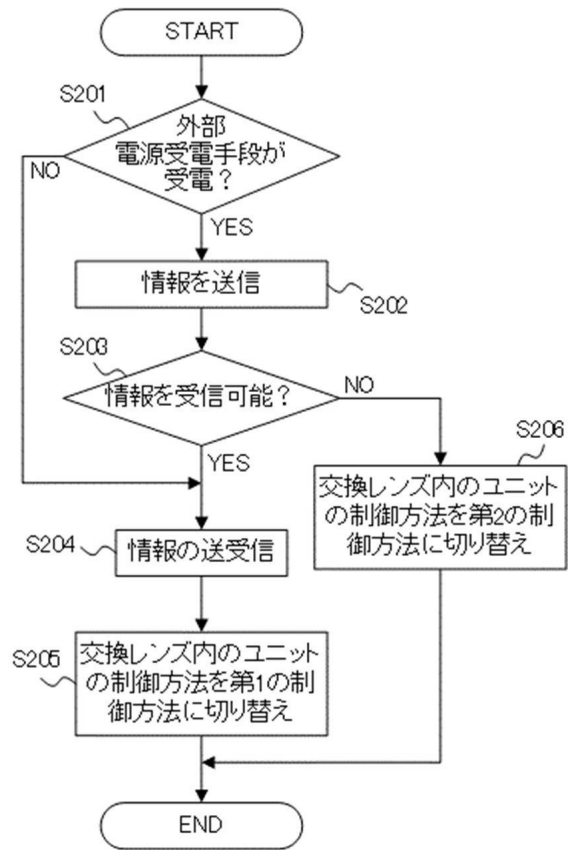 START
S201
外部
電源受電手段が
受電？
NO
YES
情報を送信
S202
S203
情報を受信可能？
NO
YES
S206
交換レンズ内のユニット
の制御方法を第2の制
御方法に切り替え
S204
情報の送受信
S205
交換レンズ内のユニット
の制御方法を第1の制
御方法に切り替え
END